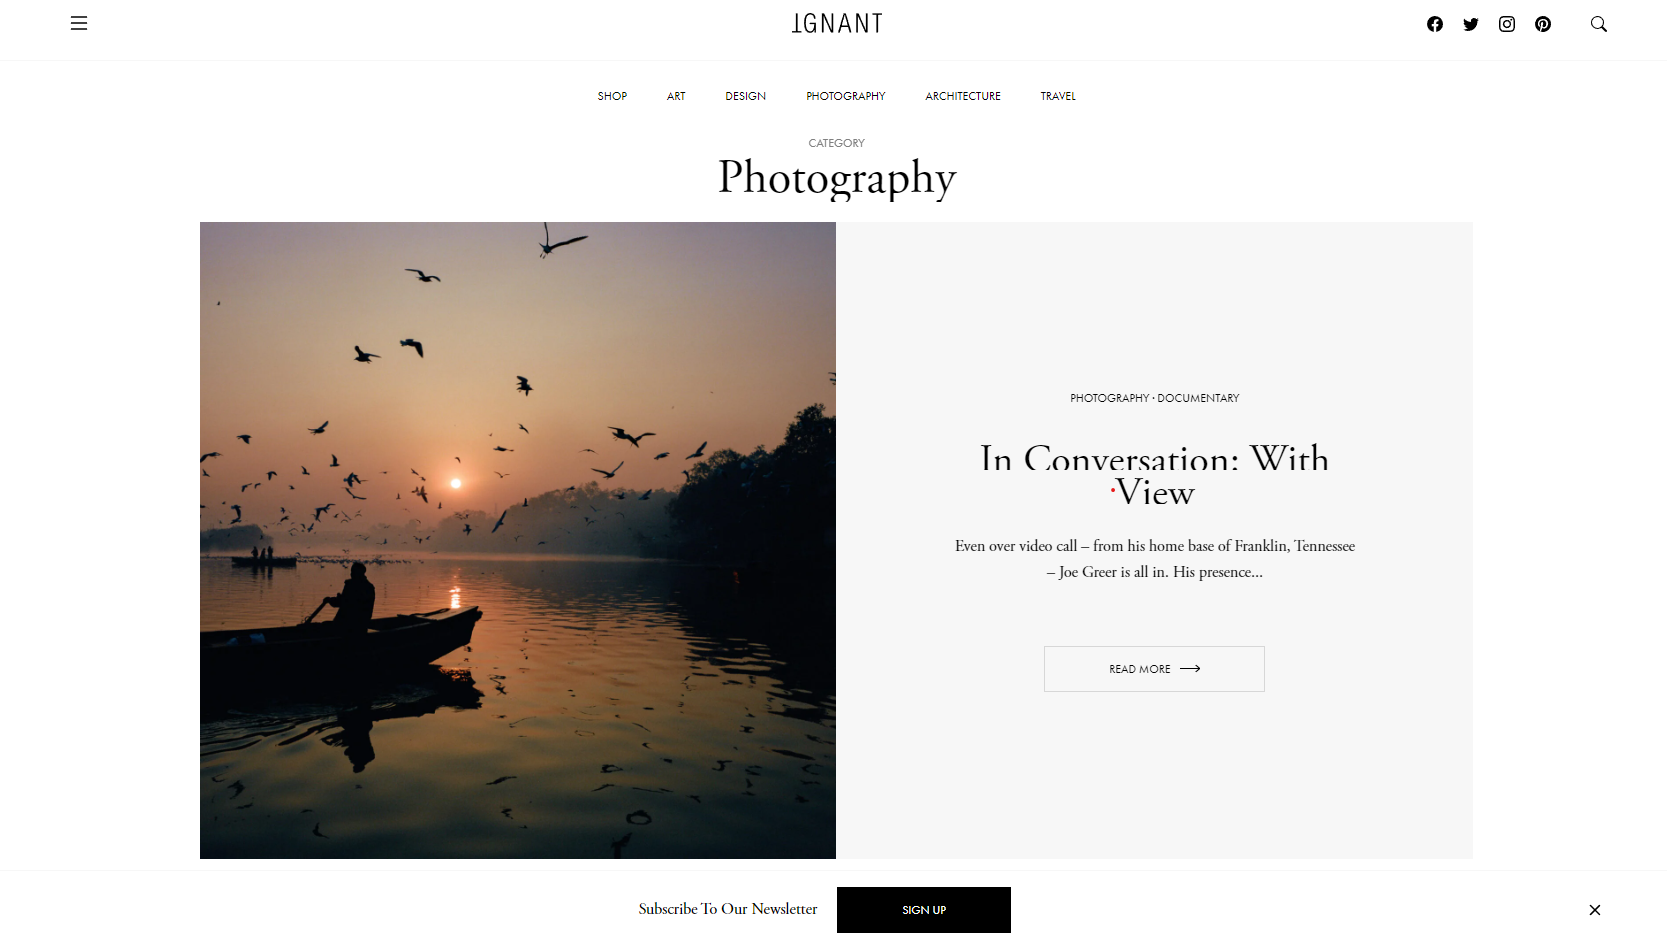 IGNANT
SHOP ART DESIGN PHOTOGRAPHY ARCHITECTURE TRAVEL
CATEGORY
Photography
PHOTOGRAPHY · DOCUMENTARY
In Conversation: With
View
Even over video call – from his home base of Franklin, Tennessee
– Joe Greer is all in. His presence...
READ MORE
Subscribe To Our Newsletter
SIGN UP